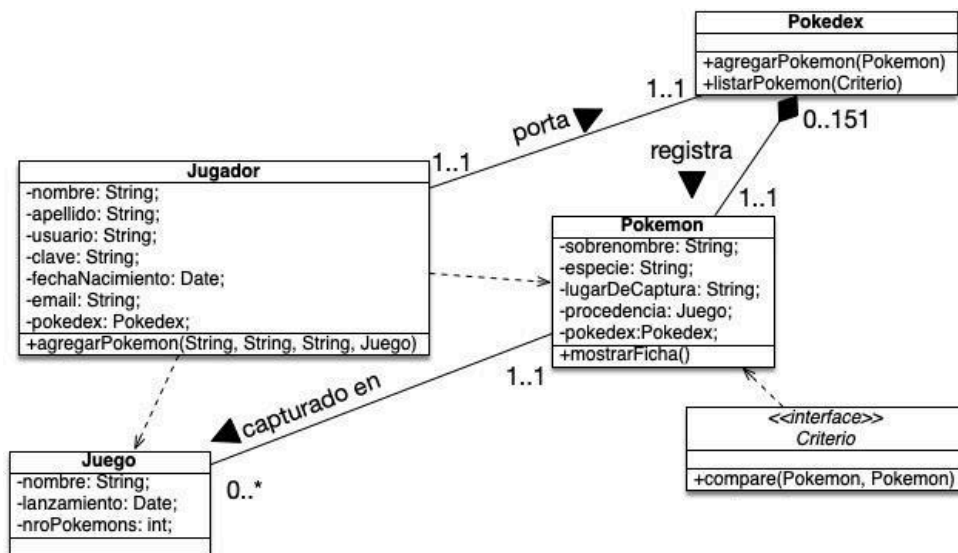 Pokedex
+agregarPokemon(Pokemon)
+listarPokemon(Criterio)
1..1
0..151
porta
registra
1..1
1..1
Jugador
-nombre: String;
-apellido: String;
-usuario: String;
-clave: String;
-fechaNacimiento: Date;
-email: String;
-pokedex: Pokedex;
+agregarPokemon(String, String, String, Juego)
Pokemon
-sobrenombre: String;
-especie: String;
-lugarDeCaptura: String;
-procedencia: Juego;
-pokedex:Pokedex;
+mostrarFicha()
1..1
capturado en
0..*
<<interface>>
Criterio
+compare(Pokemon, Pokemon)
Juego
-nombre: String;
-lanzamiento: Date;
-nroPokemons: int;